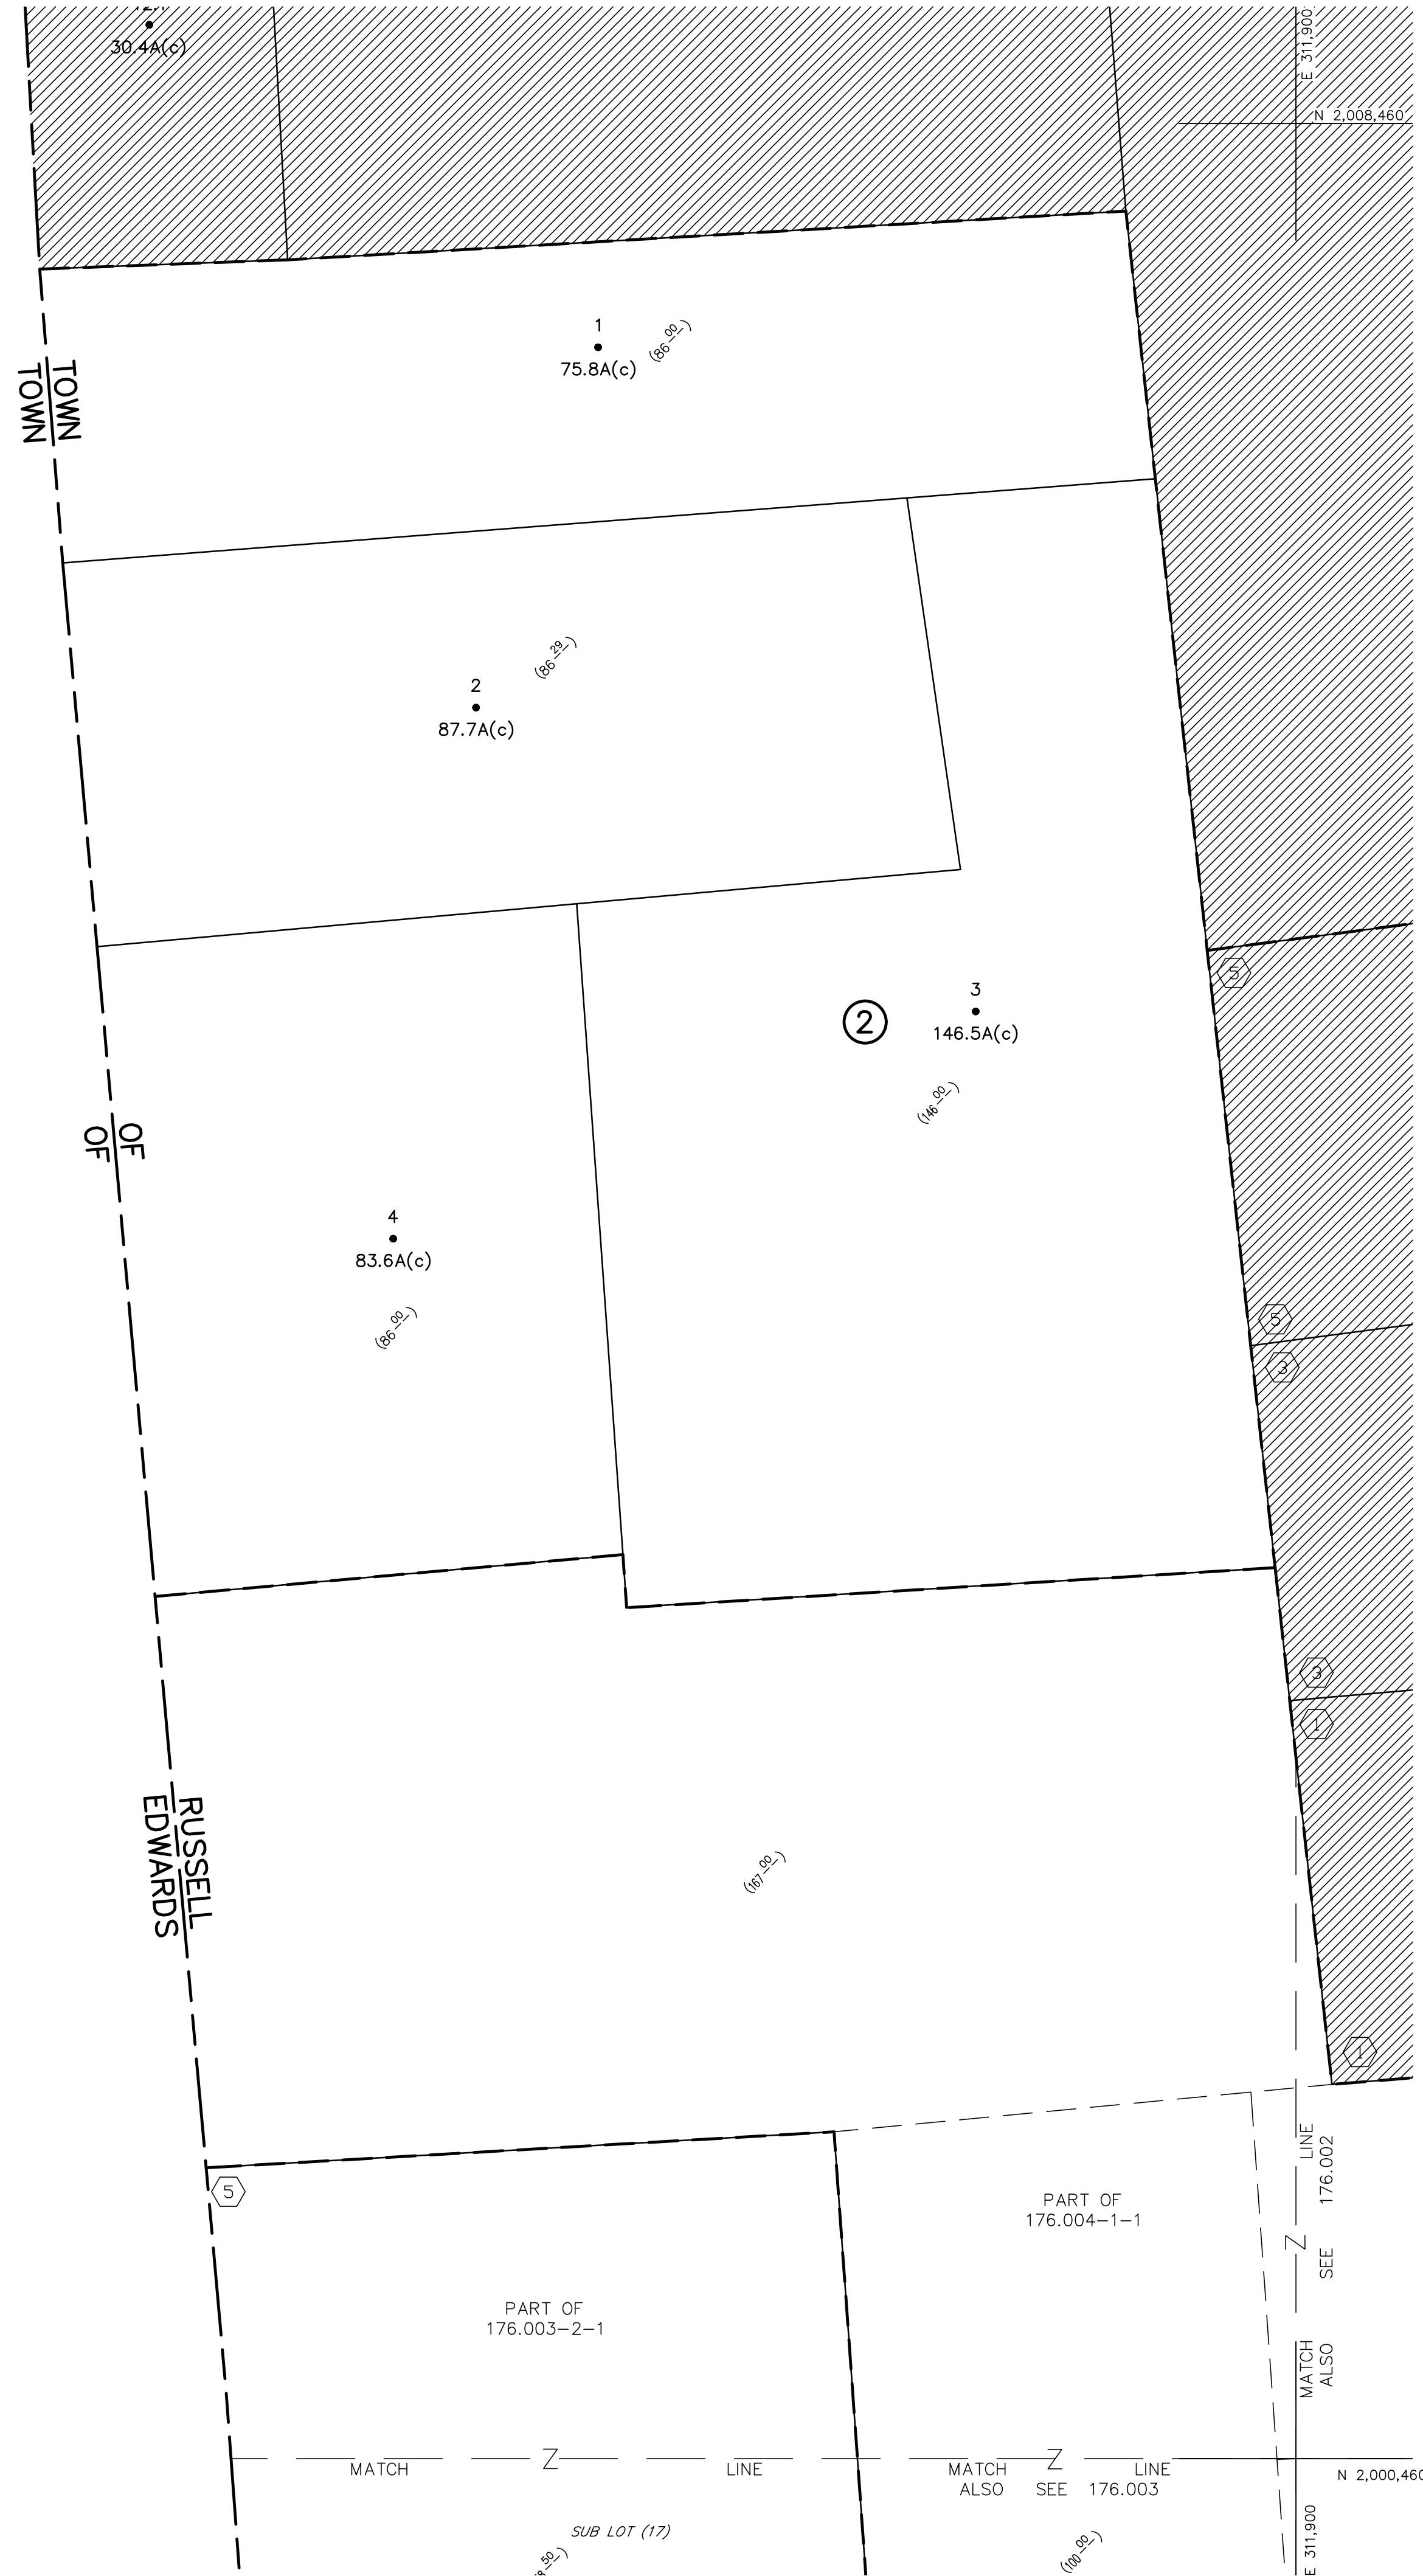 30.4A(c)
E 311,900
N 2,008,460
1
75.8A(c)
(86.00)
TOWN
TOWN
2
87.7A(c)
(86.29)
5
2
3
146.5A(c)
(146.00)
OF
OF
4
83.6A(c)
(86.00)
5
3
3
1
RUSSELL
EDWARDS
(167.00)
1
5
PART OF
176.004-1-1
PART OF
176.003-2-1
MATCH LINE
ALSO SEE 176.002
MATCH Z LINE
MATCH Z LINE
ALSO SEE 176.003
N 2,000,460
E 311,900
SUB LOT (17)
50)
(100.00)